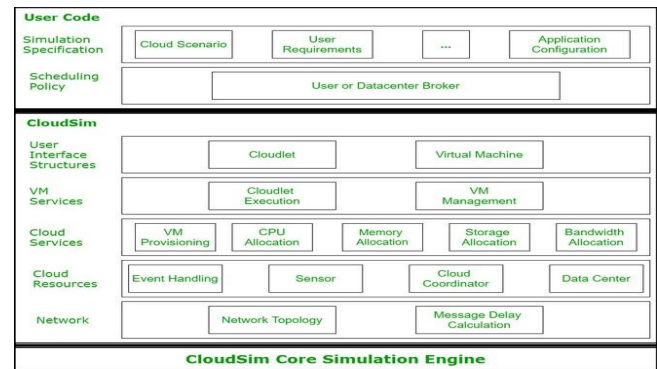 User Code
Simulation
Specification
Cloud Scenario
User
Requirements
...
Application
Configuration
Scheduling
Policy
User or Datacenter Broker
CloudSim
User
Interface
Structures
Cloudlet
Virtual Machine
VM
Services
Cloudlet
Execution
VM
Management
Cloud
Services
VM
Provisioning
CPU
Allocation
Memory
Allocation
Storage
Allocation
Bandwidth
Allocation
Cloud
Resources
Event Handling
Sensor
Cloud
Coordinator
Data Center
Network
Network Topology
Message Delay
Calculation
CloudSim Core Simulation Engine